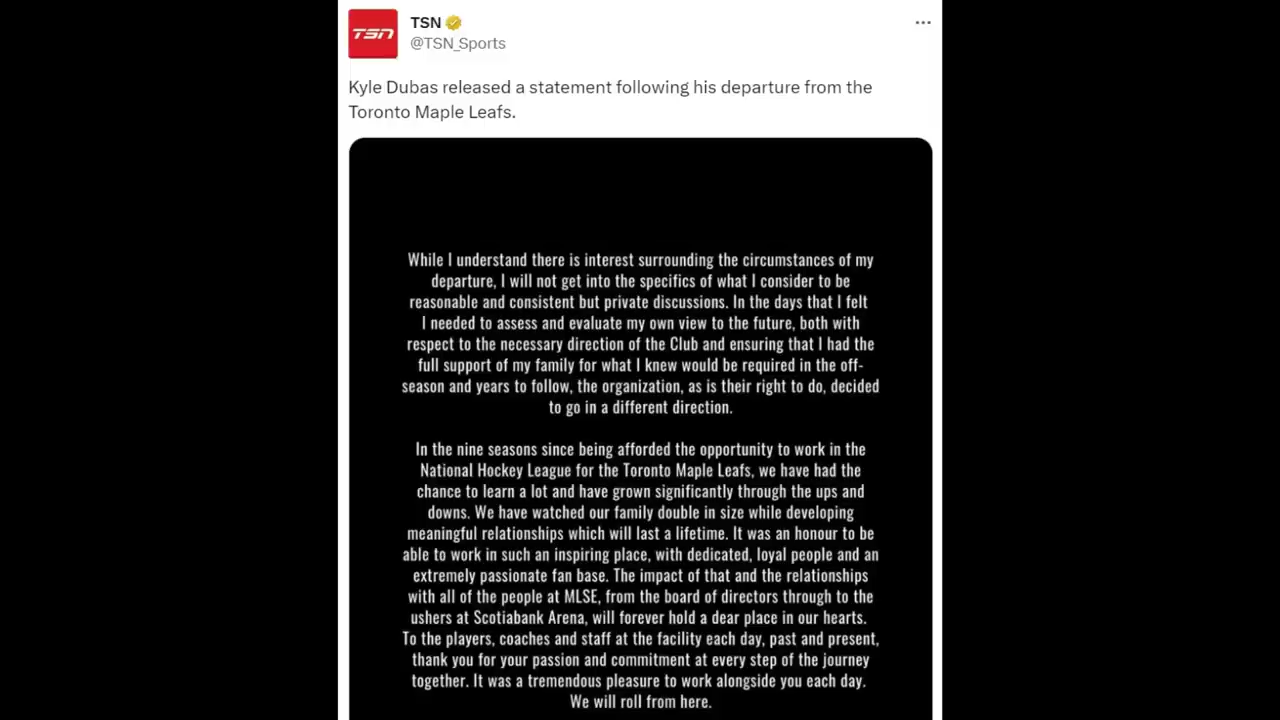 TSN
TSN
@TSN_Sports
Kyle Dubas released a statement following his departure from the
Toronto Maple Leafs.
While I understand there is interest surrounding the circumstances of my
departure, I will not get into the specifics of what I consider to be
reasonable and consistent but private discussions. In the days that I felt
I needed to assess and evaluate my own view to the future, both with
respect to the necessary direction of the Club and ensuring that I had the
full support of my family for what I knew would be required in the off-
season and years to follow, the organization, as is their right to do, decided
to go in a different direction.
In the nine seasons since being afforded the opportunity to work in the
National Hockey League for the Toronto Maple Leafs, we have had the
chance to learn a lot and have grown significantly through the ups and
downs. We have watched our family double in size while developing
meaningful relationships which will last a lifetime. It was an honour to be
able to work in such an inspiring place, with dedicated, loyal people and an
extremely passionate fan base. The impact of that and the relationships
with all of the people at MLSE, from the board of directors through to the
ushers at Scotiabank Arena, will forever hold a dear place in our hearts.
To the players, coaches and staff at the facility each day, past and present,
thank you for your passion and commitment at every step of the journey
together. It was a tremendous pleasure to work alongside you each day.
We will roll from here.